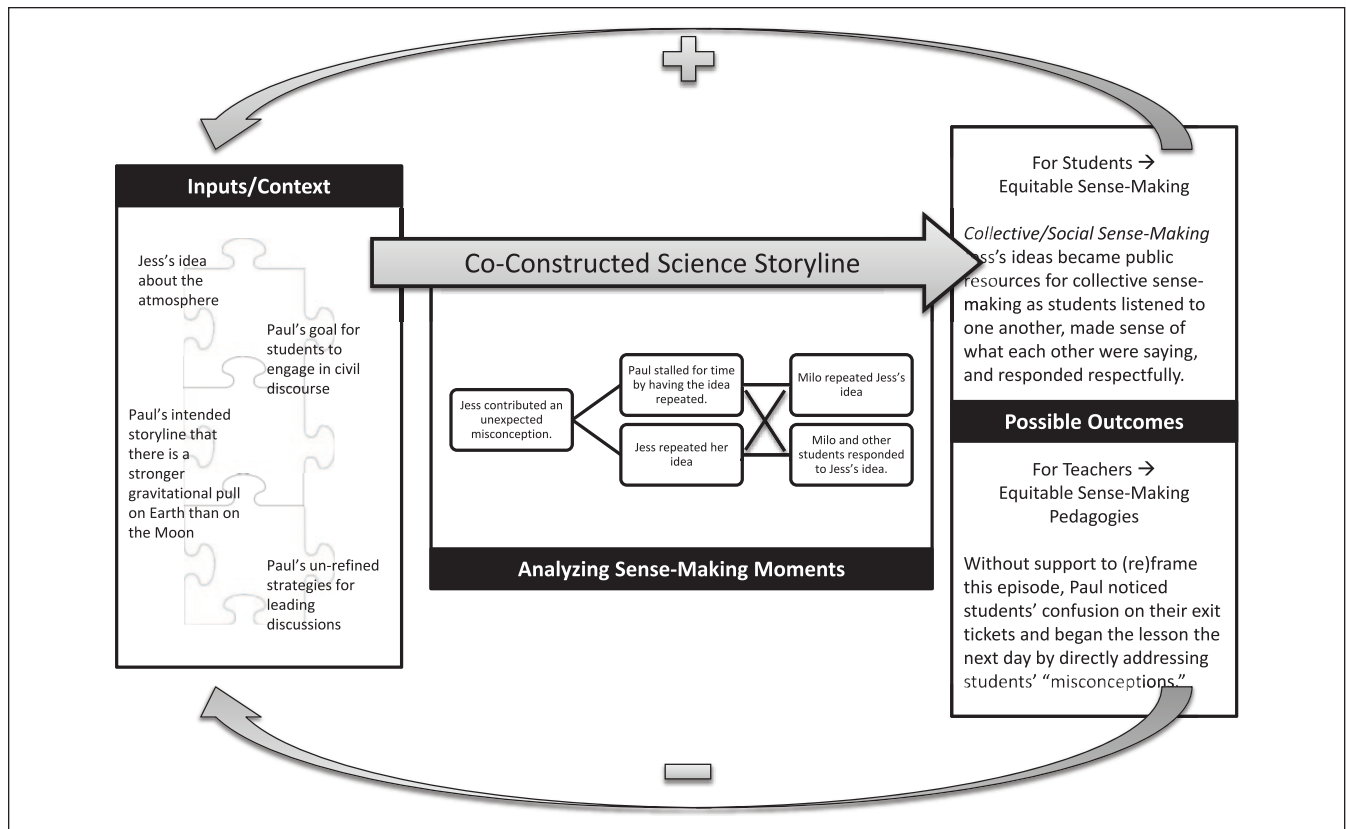 Inputs/Context
Jess's idea
about the
atmosphere
Paul's goal for
students to
engage in civil
discourse
Paul's intended
storyline that
there is a
stronger
gravitational pull
on Earth than on
the Moon
Paul's un-refined
strategies for
leading
discussions
Co-Constructed Science Storyline
Jess contributed an
unexpected
misconception.
Paul stalled for time
by having the idea
repeated.
Jess repeated her
idea
Milo repeated Jess's
idea
Milo and other
students responded
to Jess's idea.
Analyzing Sense-Making Moments
For Students →
Equitable Sense-Making
Collective/Social Sense-Making
Jess's ideas became public
resources for collective sense-
making as students listened to
one another, made sense of
what each other were saying,
and responded respectfully.
Possible Outcomes
For Teachers →
Equitable Sense-Making
Pedagogies
Without support to (re)frame
this episode, Paul noticed
students' confusion on their exit
tickets and began the lesson the
next day by directly addressing
students' "misconceptions."